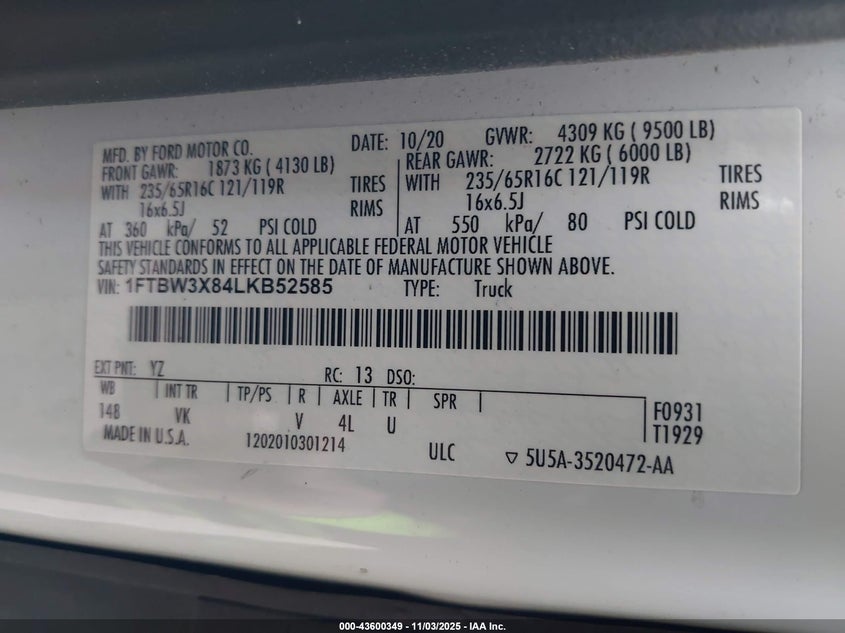 MFD. BY FORD MOTOR CO. DATE: 10/20 GVWR: 4309 KG ( 9500 LB)
FRONT GAWR: 1873 KG ( 4130 LB) REAR GAWR: 2722 KG ( 6000 LB)
WITH 235/65R16C 121/119R TIRES WITH 235/65R16C 121/119R TIRES
16x6.5J RIMS 16x6.5J RIMS
AT 360 kPa/ 52 PSI COLD AT 550 kPa/ 80 PSI COLD
THIS VEHICLE CONFORMS TO ALL APPLICABLE FEDERAL MOTOR VEHICLE
SAFETY STANDARDS IN EFFECT ON THE DATE OF MANUFACTURE SHOWN ABOVE.
VIN: 1FTBW3X84LKB52585 TYPE: Truck
EXT PNT: YZ RC: 13 DSO:
WB INT TR TP/PS R AXLE TR SPR
148 VK V 4L U F0931
T1929
MADE IN U.S.A. 1202010301214 ULC ▽ 5U5A-3520472-AA
000-43600349 - 11/03/2025 - IAA Inc.